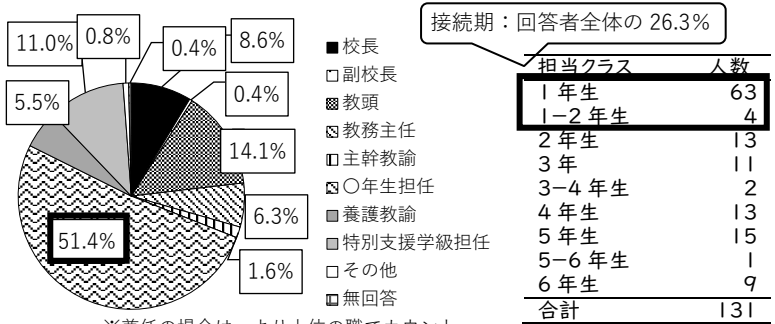 接続期：回答者全体の 26.3%
11.0%
0.8%
0.4%
8.6%
5.5%
0.4%
14.1%
6.3%
51.4%
1.6%
■校長
□副校長
教頭
教務主任
主幹教諭
〇年生担任
養護教諭
特別支援学級担任
□その他
無回答
担当クラス 人数
1 年生 63
1−2 年生 4
2 年生 13
3 年 11
3−4 年生 2
4 年生 13
5 年生 15
5−6 年生 1
6 年生 9
合計 131